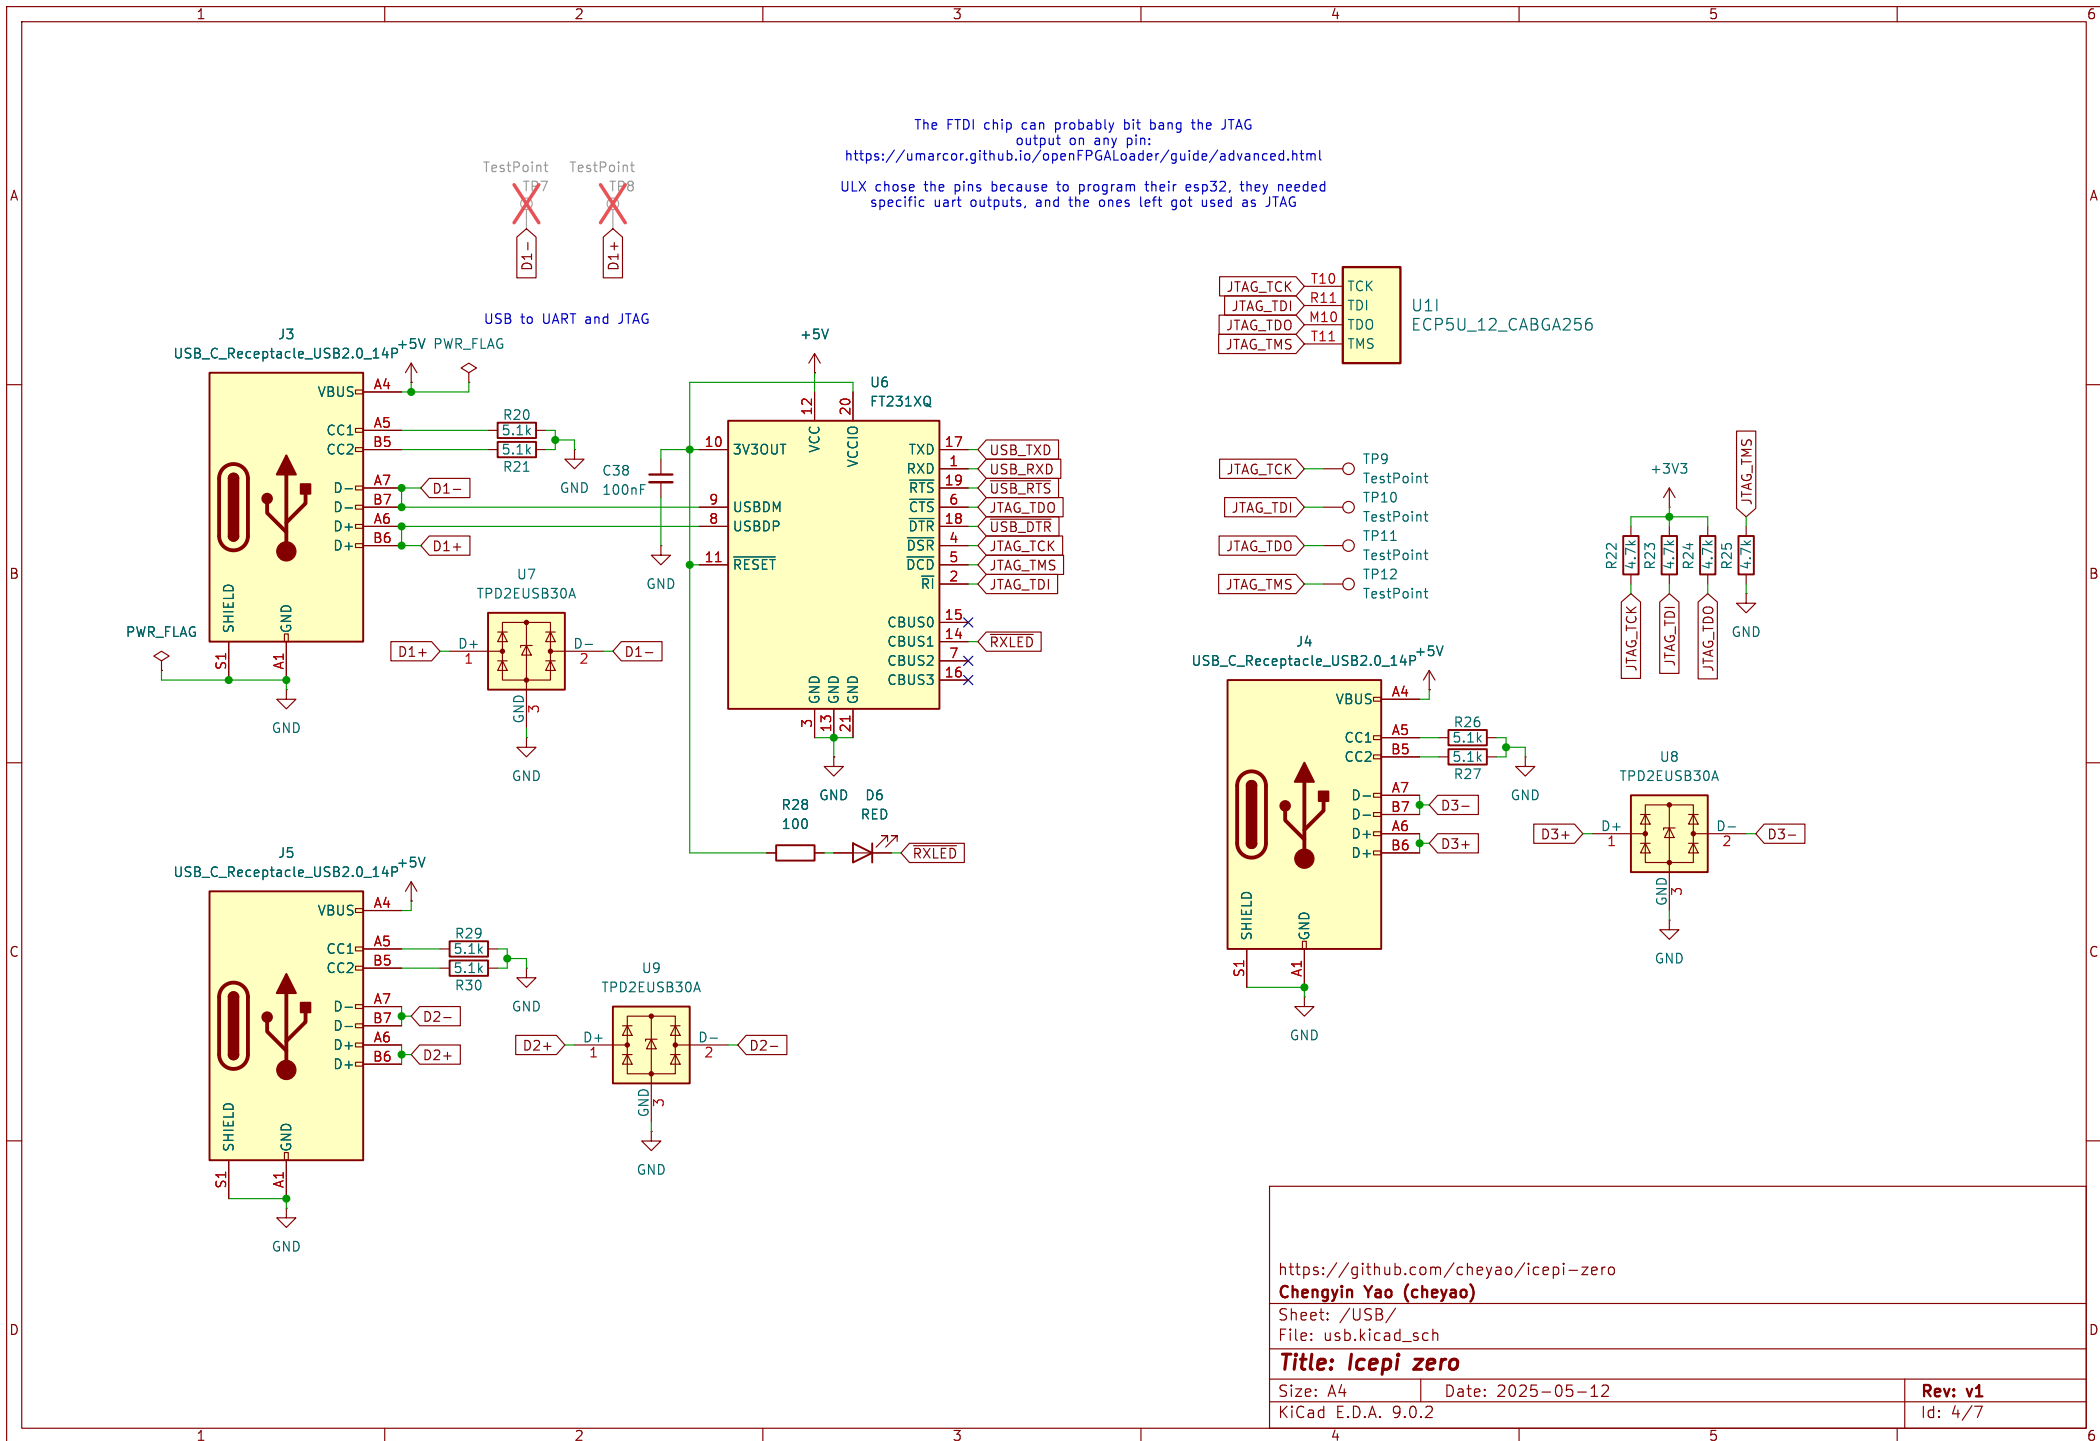 1 2 3 4 5 6
A
B
C
D
A
B
C
D
The FTDI chip can probably bit bang the JTAG
output on any pin:
https://umarcor.github.io/openFPGALoader/guide/advanced.html
ULX chose the pins because to program their esp32, they needed
specific uart outputs, and the ones left got used as JTAG
TestPoint
TP7
D1-
TestPoint
TP8
D1+
USB to UART and JTAG
J3
USB_C_Receptacle_USB2.0_14P
+5V
PWR_FLAG
VBUS A4
CC1 A5
CC2 B5
D- A7
D- B7
D+ A6
D+ B6
SHIELD
GND
S1
A1
R20
5.1k
5.1k
R21
GND
D1-
D1+
PWR_FLAG
GND
U7
TPD2EUSB30A
D1+
D+
1
D-
2
D1-
GND
3
GND
C38
100nF
GND
+5V
U6
FT231XQ
12
20
VCC
VCCIO
10 3V3OUT
9 USBDM
8 USBDP
11 RESET
TXD 17 USB_TXD
RXD 1 USB_RXD
RTS 19 USB_RTS
CTS 6 JTAG_TDO
DTR 18 USB_DTR
DSR 4 JTAG_TCK
DCD 5 JTAG_TMS
RI 2 JTAG_TDI
CBUS0 15
CBUS1 14 RXLED
CBUS2 7
CBUS3 16
GND
GND
GND
3
13
21
GND
R28
100
D6
RED
RXLED
JTAG_TCK T10 TCK
JTAG_TDI R11 TDI
JTAG_TDO M10 TDO
JTAG_TMS T11 TMS
U1I
ECP5U_12_CABGA256
JTAG_TCK
TP9
TestPoint
JTAG_TDI
TP10
TestPoint
JTAG_TDO
TP11
TestPoint
JTAG_TMS
TP12
TestPoint
+3V3
JTAG_TMS
R22
4.7k
R23
4.7k
R24
4.7k
R25
4.7k
JTAG_TCK
JTAG_TDI
JTAG_TDO
GND
J4
USB_C_Receptacle_USB2.0_14P
+5V
VBUS A4
CC1 A5
CC2 B5
D- A7
D- B7
D+ A6
D+ B6
SHIELD
GND
S1
A1
R26
5.1k
5.1k
R27
GND
D3-
D3+
GND
U8
TPD2EUSB30A
D3+
D+
1
D-
2
D3-
GND
3
GND
J5
USB_C_Receptacle_USB2.0_14P
+5V
VBUS A4
CC1 A5
CC2 B5
D- A7
D- B7
D+ A6
D+ B6
SHIELD
GND
S1
A1
R29
5.1k
5.1k
R30
GND
D2-
D2+
GND
U9
TPD2EUSB30A
D2+
D+
1
D-
2
D2-
GND
3
GND
https://github.com/cheyao/icepi-zero
Chengyin Yao (cheyao)
Sheet: /USB/
File: usb.kicad_sch
Title: Icepi zero
Size: A4 Date: 2025-05-12 Rev: v1
KiCad E.D.A. 9.0.2 Id: 4/7
1 2 3 4 5 6